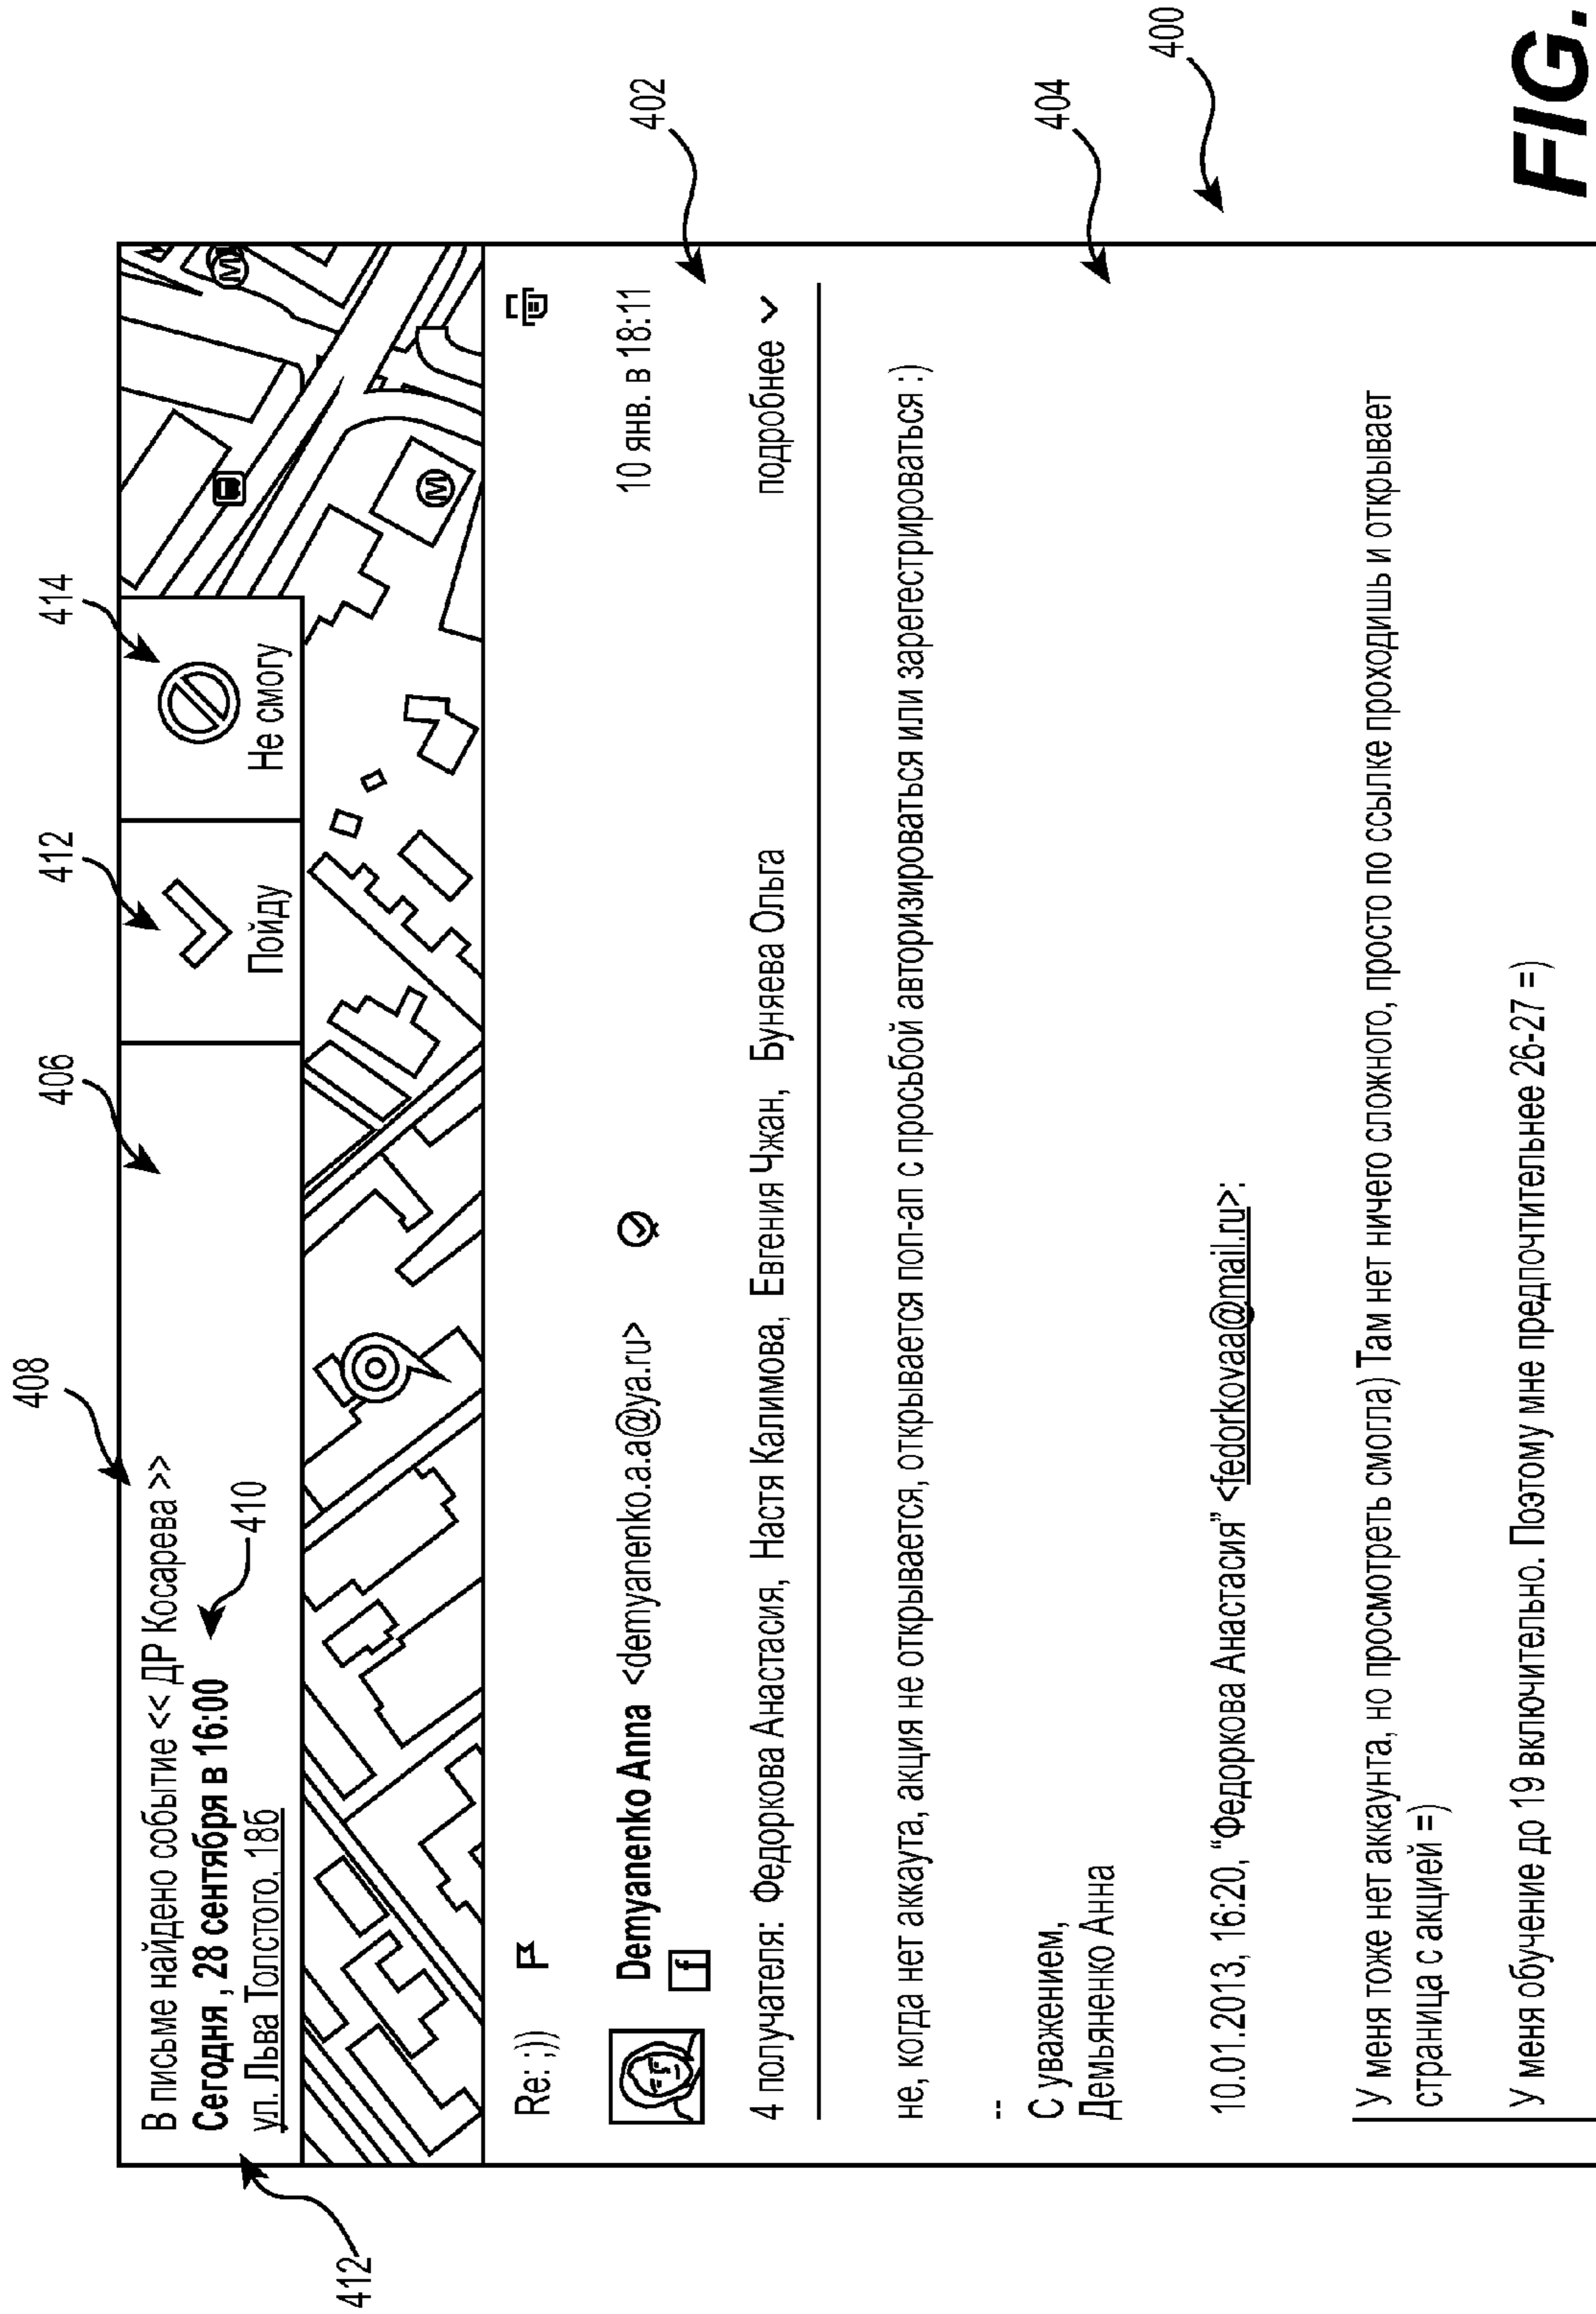 408
406
412
414
В письме найдено событие << ДР Косарева >>
Сегодня , 28 сентября в 16:00
410
ул. Льва Толстого, 18б
Пойду
Не смогу
412
M
M
Re: ;))
Demyanenko Anna <demyanenko.a.a@ya.ru>
10 янв. в 18:11
f
402
4 получателя: Федоркова Анастасия, Настя Калимова, Евгения Чжан, Буняева Ольга
подробнее
не, когда нет аккаута, акция не открывается, открывается поп-ап с просьбой авторизироваться или зарегестрироваться :)
--
С уважением,
Демьяненко Анна
404
400
10.01.2013, 16:20, “Федоркова Анастасия” <fedorkovaa@mail.ru>:
У меня тоже нет аккаунта, но просмотреть смогла) Там нет ничего сложного, просто по ссылке проходишь и открывает
страница с акцией =)
У меня обучение до 19 включительно. Поэтому мне предпочтительнее 26-27 =)
FIG.